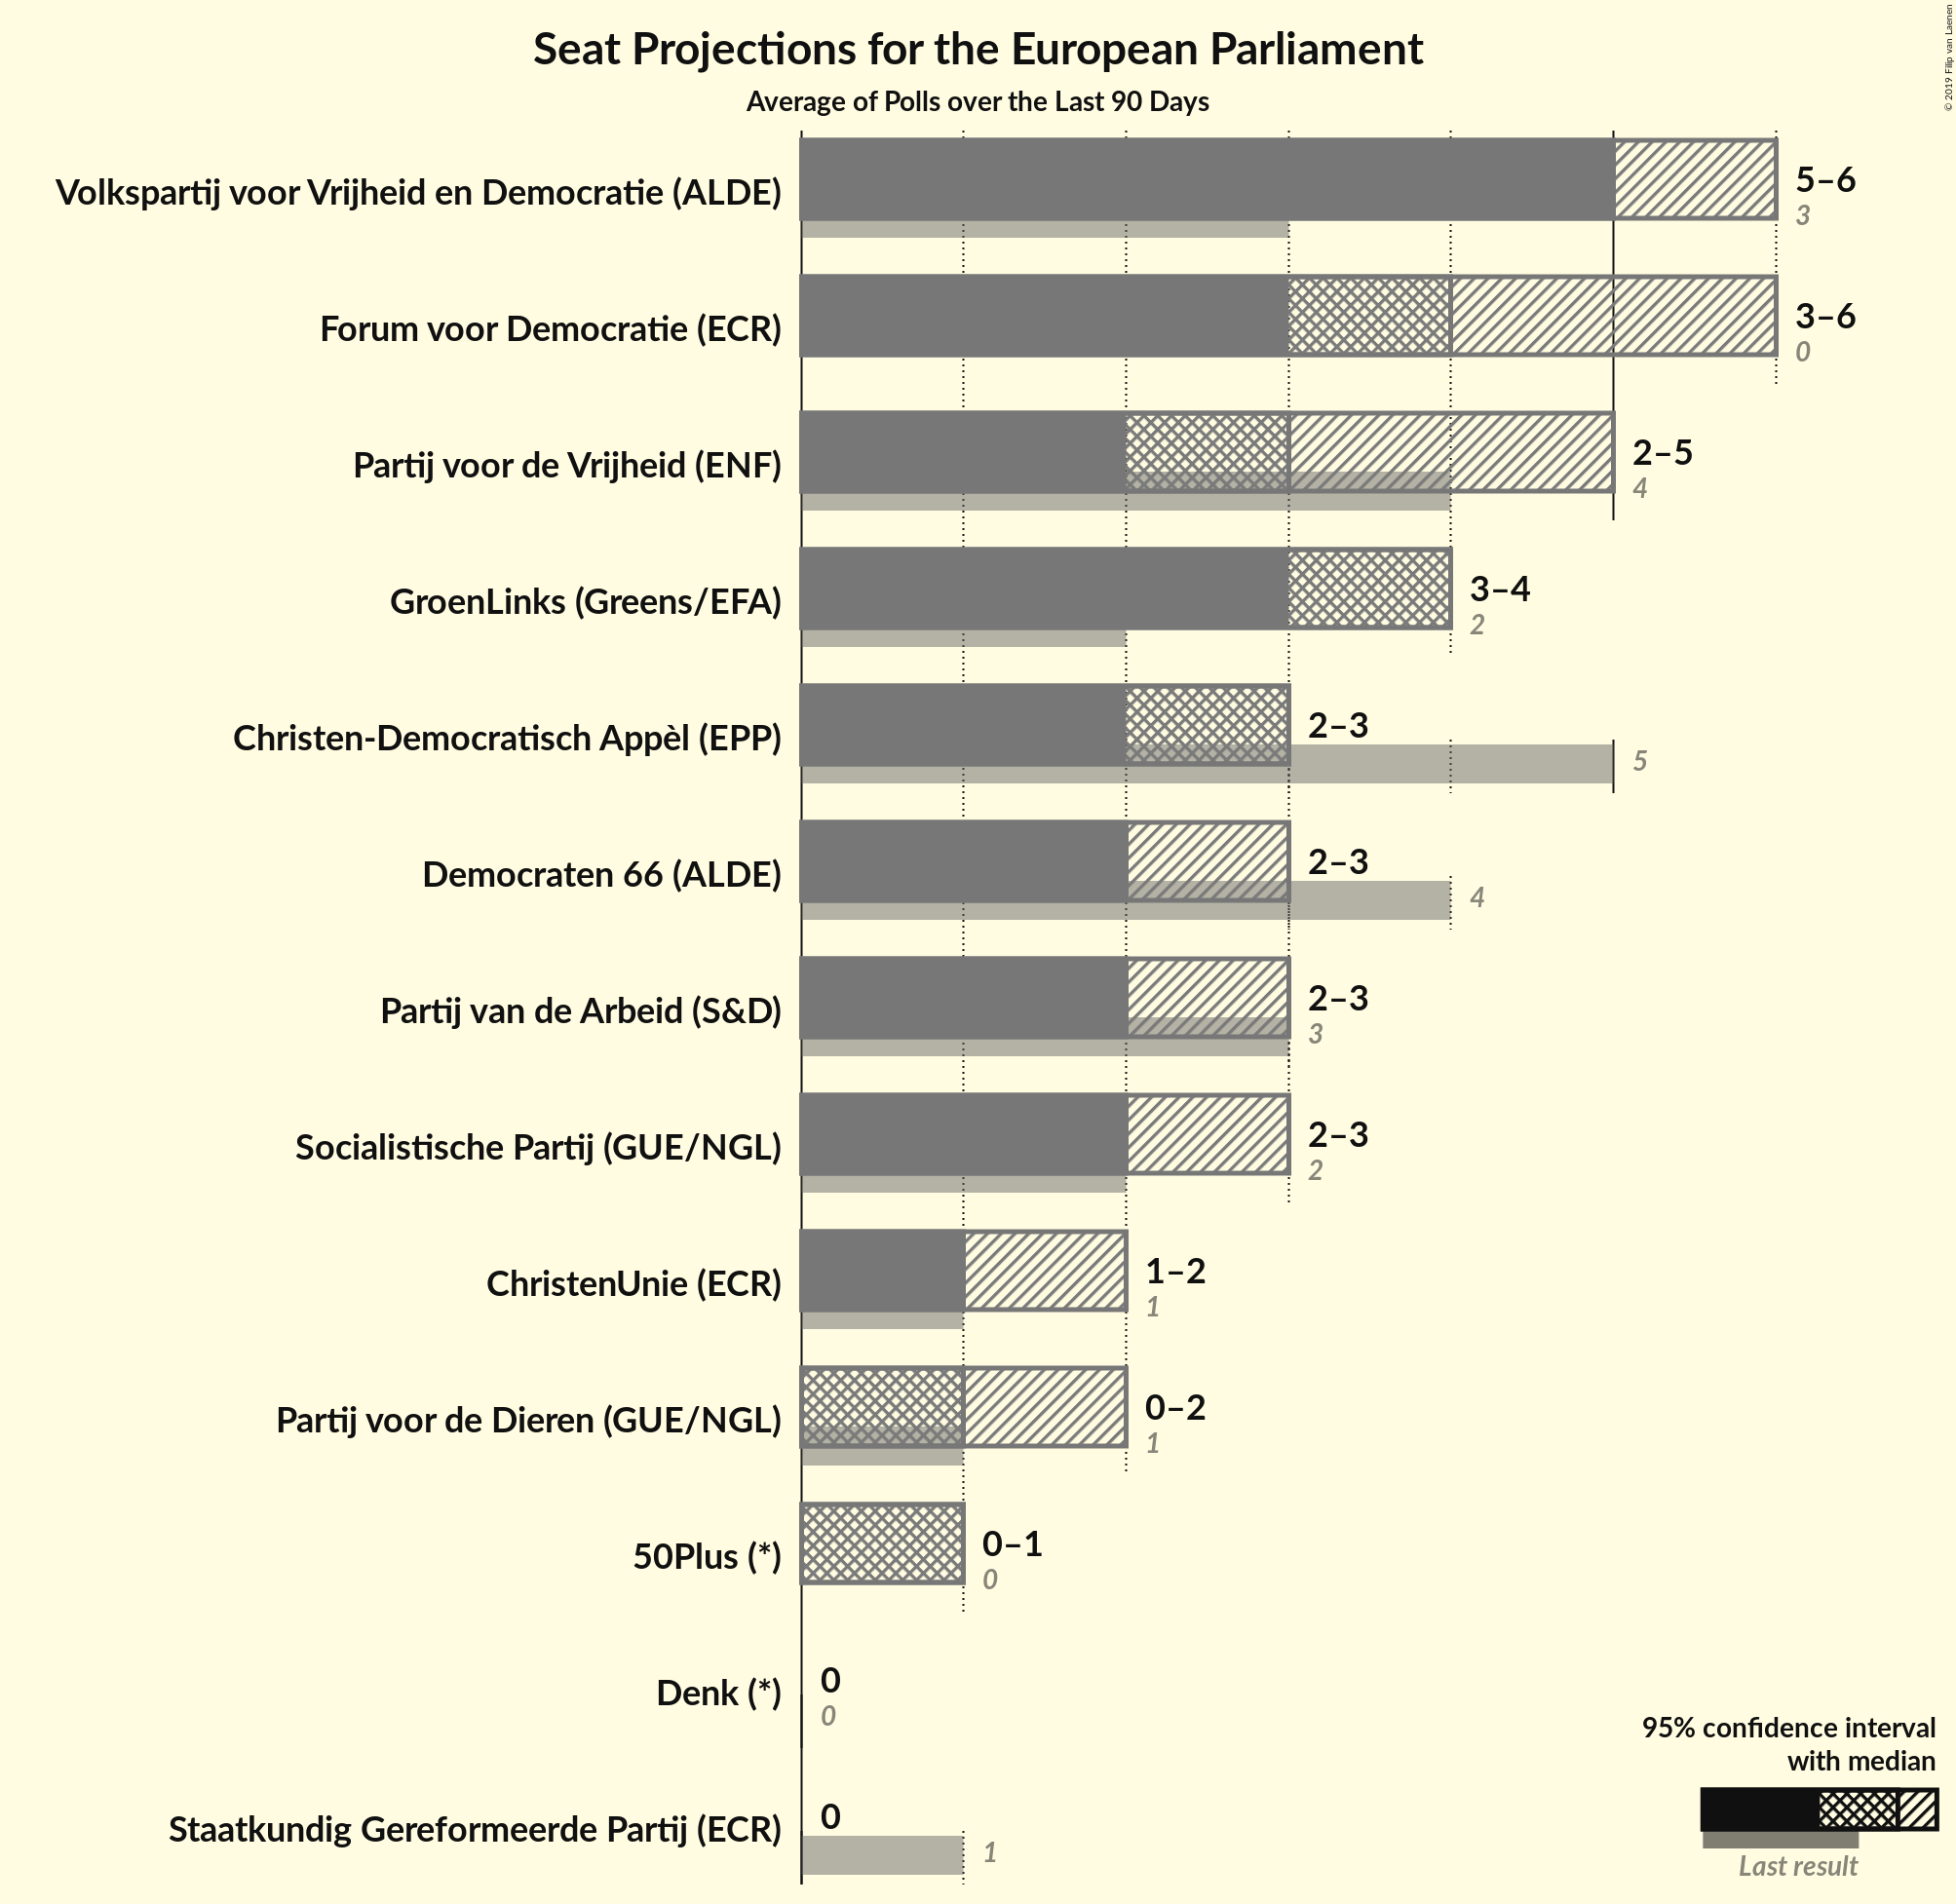 Seat Projections for the European Parliament
Average of Polls over the Last 90 Days
© 2019 Filip van Laenen
Volkspartij voor Vrijheid en Democratie (ALDE)
5–6
3
Forum voor Democratie (ECR)
3–6
0
Partij voor de Vrijheid (ENF)
2–5
4
GroenLinks (Greens/EFA)
3–4
2
Christen-Democratisch Appèl (EPP)
2–3
5
Democraten 66 (ALDE)
2–3
4
Partij van de Arbeid (S&D)
2–3
3
Socialistische Partij (GUE/NGL)
2–3
2
ChristenUnie (ECR)
1–2
1
Partij voor de Dieren (GUE/NGL)
0–2
1
50Plus (*)
0–1
0
Denk (*)
0
0
Staatkundig Gereformeerde Partij (ECR)
0
1
95% confidence interval
with median
Last result